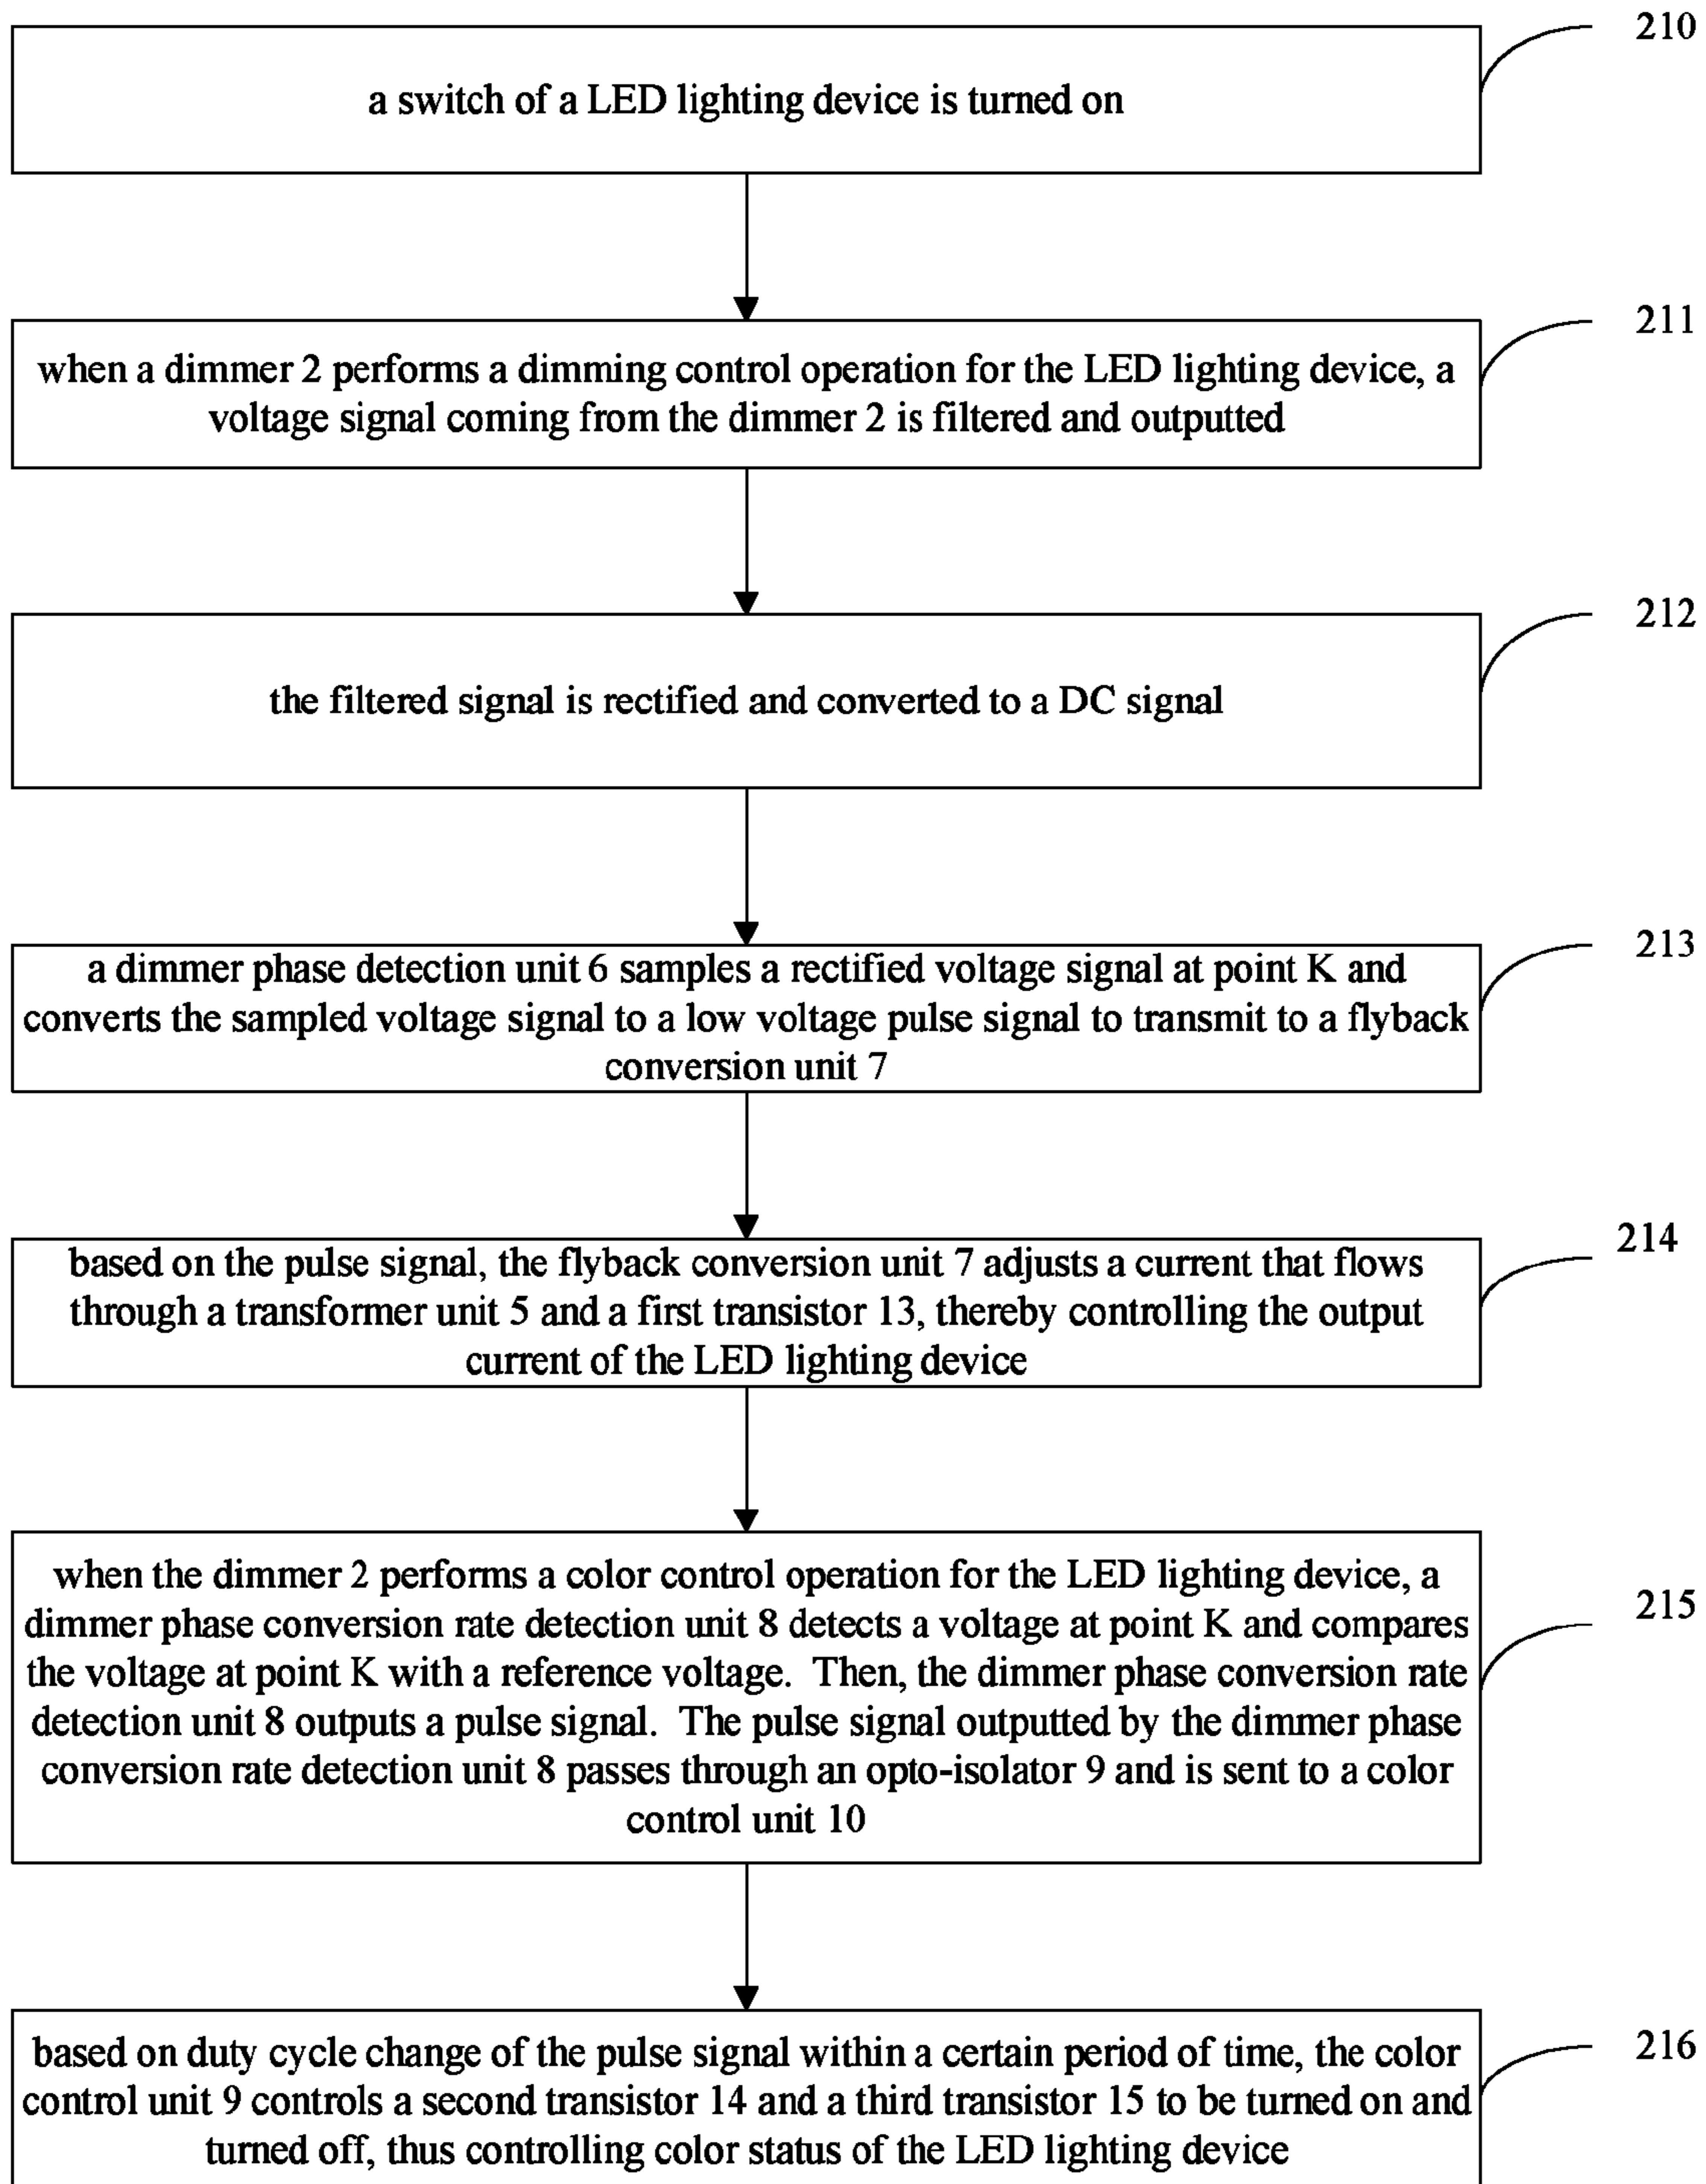 210
a switch of a LED lighting device is turned on
211
when a dimmer 2 performs a dimming control operation for the LED lighting device, a
voltage signal coming from the dimmer 2 is filtered and outputted
212
the filtered signal is rectified and converted to a DC signal
213
a dimmer phase detection unit 6 samples a rectified voltage signal at point K and
converts the sampled voltage signal to a low voltage pulse signal to transmit to a flyback
conversion unit 7
214
based on the pulse signal, the flyback conversion unit 7 adjusts a current that flows
through a transformer unit 5 and a first transistor 13, thereby controlling the output
current of the LED lighting device
215
when the dimmer 2 performs a color control operation for the LED lighting device, a
dimmer phase conversion rate detection unit 8 detects a voltage at point K and compares
the voltage at point K with a reference voltage. Then, the dimmer phase conversion rate
detection unit 8 outputs a pulse signal. The pulse signal outputted by the dimmer phase
conversion rate detection unit 8 passes through an opto-isolator 9 and is sent to a color
control unit 10
216
based on duty cycle change of the pulse signal within a certain period of time, the color
control unit 9 controls a second transistor 14 and a third transistor 15 to be turned on and
turned off, thus controlling color status of the LED lighting device